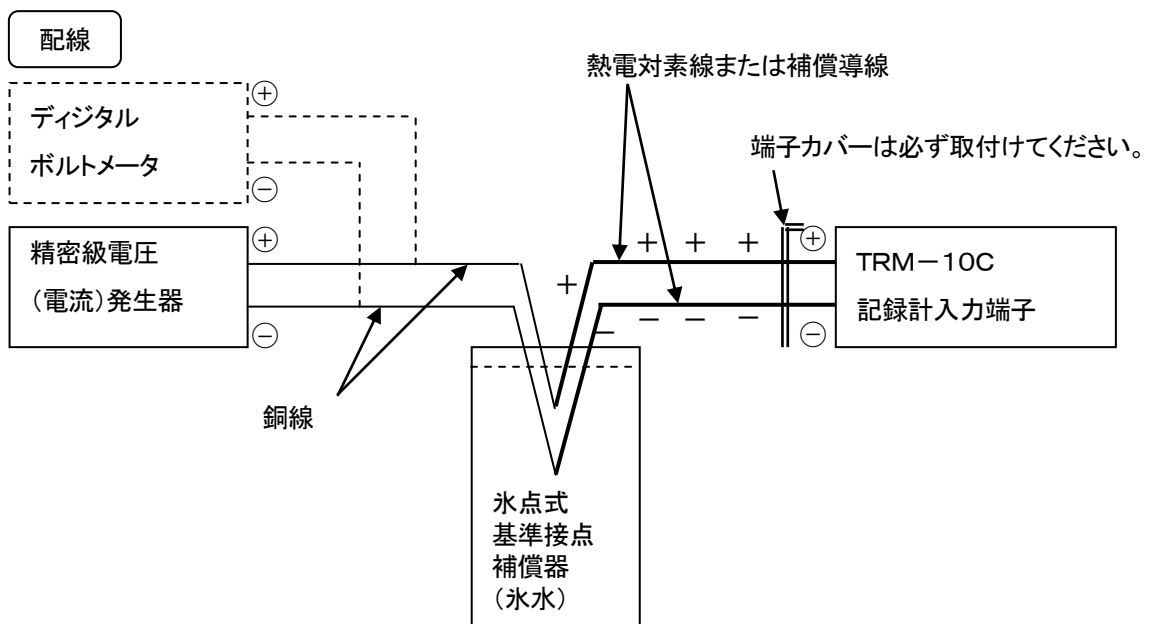 配線
熱電対素線または補償導線
⊕
ディジタル
ボルトメータ
⊖
端子カバーは必ず取付けてください。
精密級電圧
（電流）発生器
⊕
⊖
+ + + +
− − − −
⊕
⊖
TRM－10C
記録計入力端子
銅線
氷点式
基準接点
補償器
（氷水）